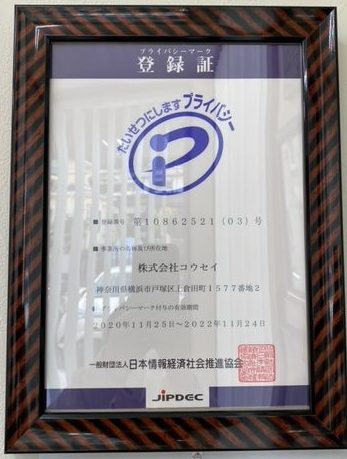 プライバシーマーク
登録証
たいせつにしますプライバシー
■ 登録番号 第10862521(03)号
■ 事業所の名称及び所在地
株式会社コウセイ
神奈川県横浜市戸塚区上倉田町1577番地2
■ プライバシーマーク付与の有効期間
2020年11月25日〜2022年11月24日
一般財団法人日本情報経済社会推進協会
JIPDEC